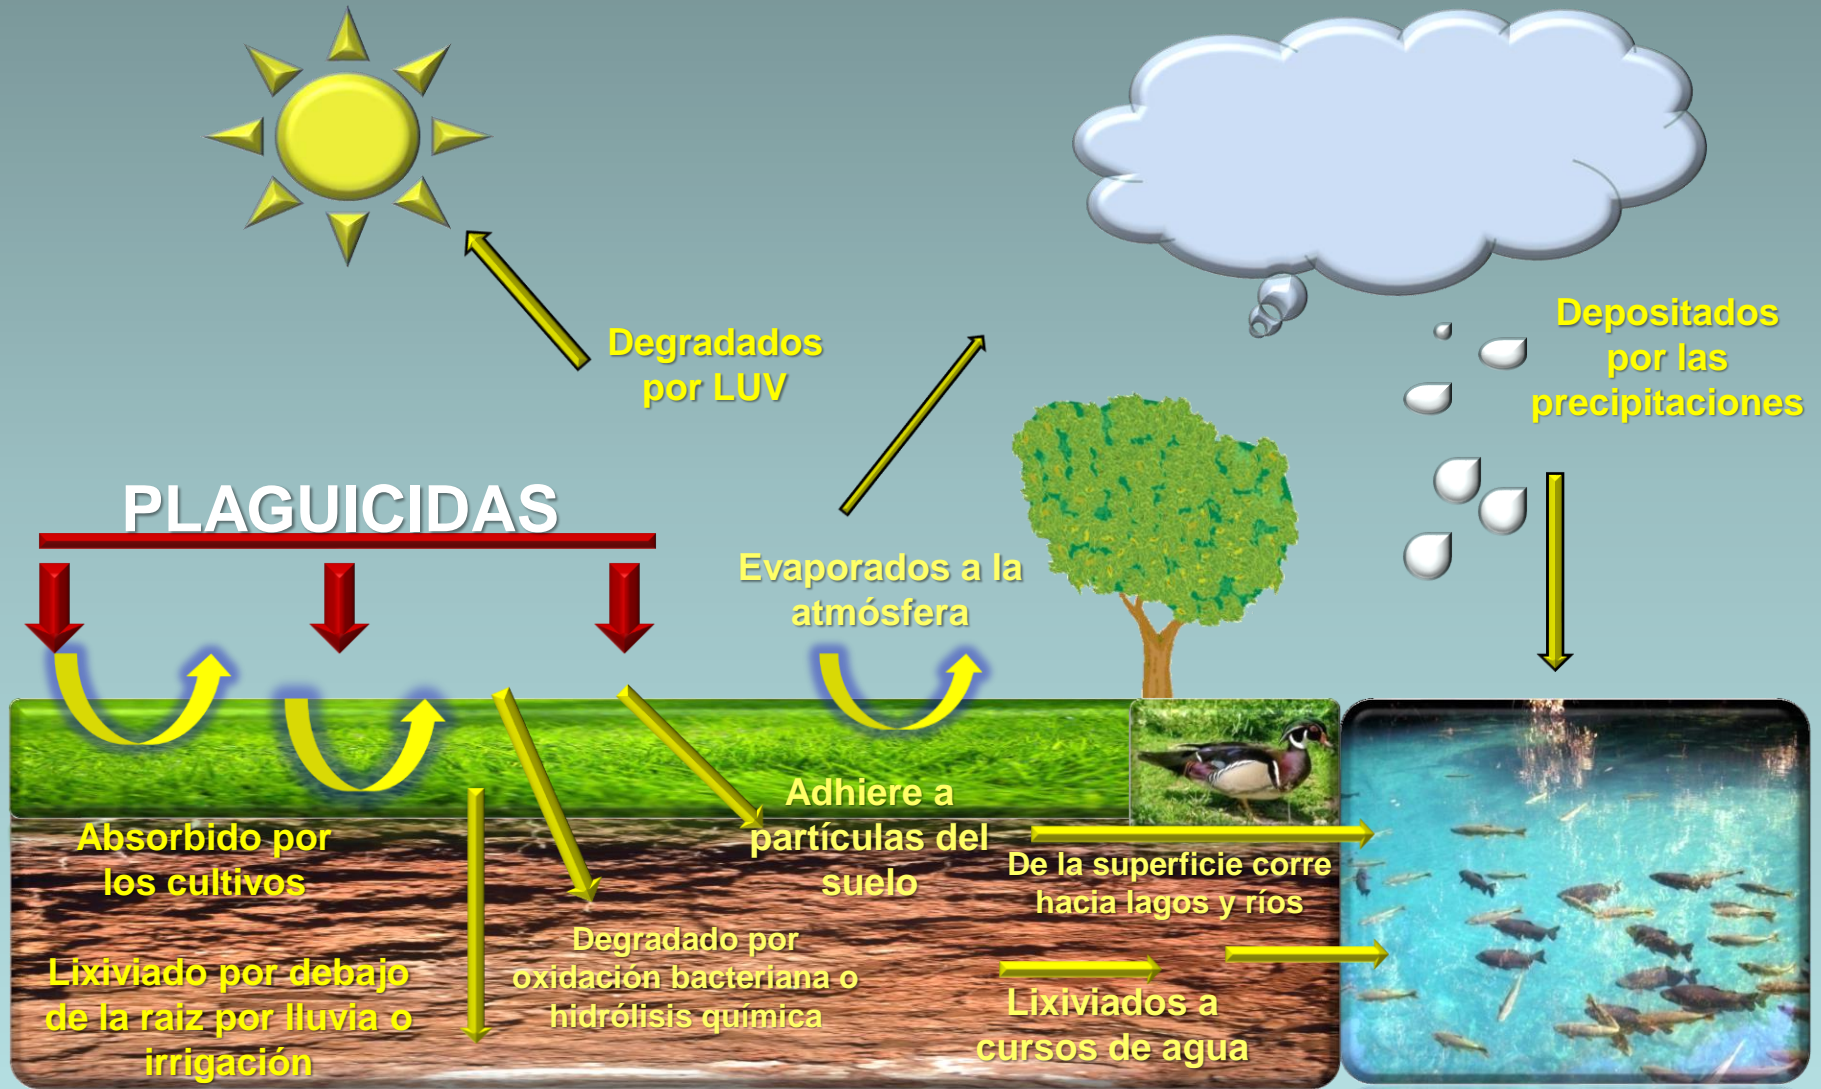 Degradados
por LUV
Depositados
por las
precipitaciones
PLAGUICIDAS
Evaporados a la
atmósfera
Absorbido por
los cultivos
Adhiere a
partículas del
suelo
De la superficie corre
hacia lagos y ríos
Lixiviado por debajo
de la raiz por lluvia o
irrigación
Degradado por
oxidación bacteriana o
hidrólisis química
Lixiviados a
cursos de agua